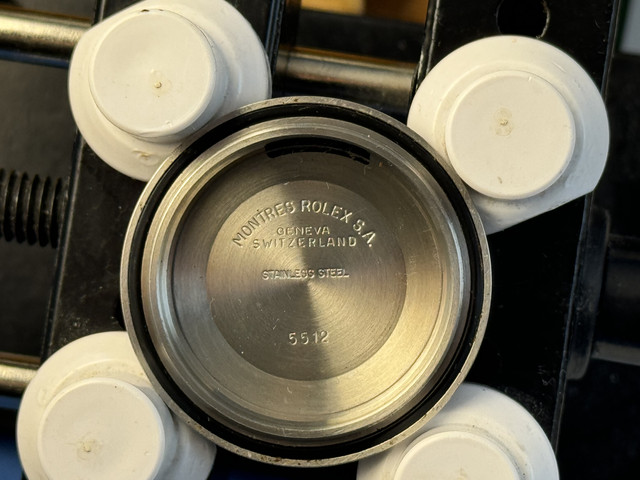 MONTRES ROLEX S.A.
GENEVA
SWITZERLAND
STAINLESS STEEL
5512